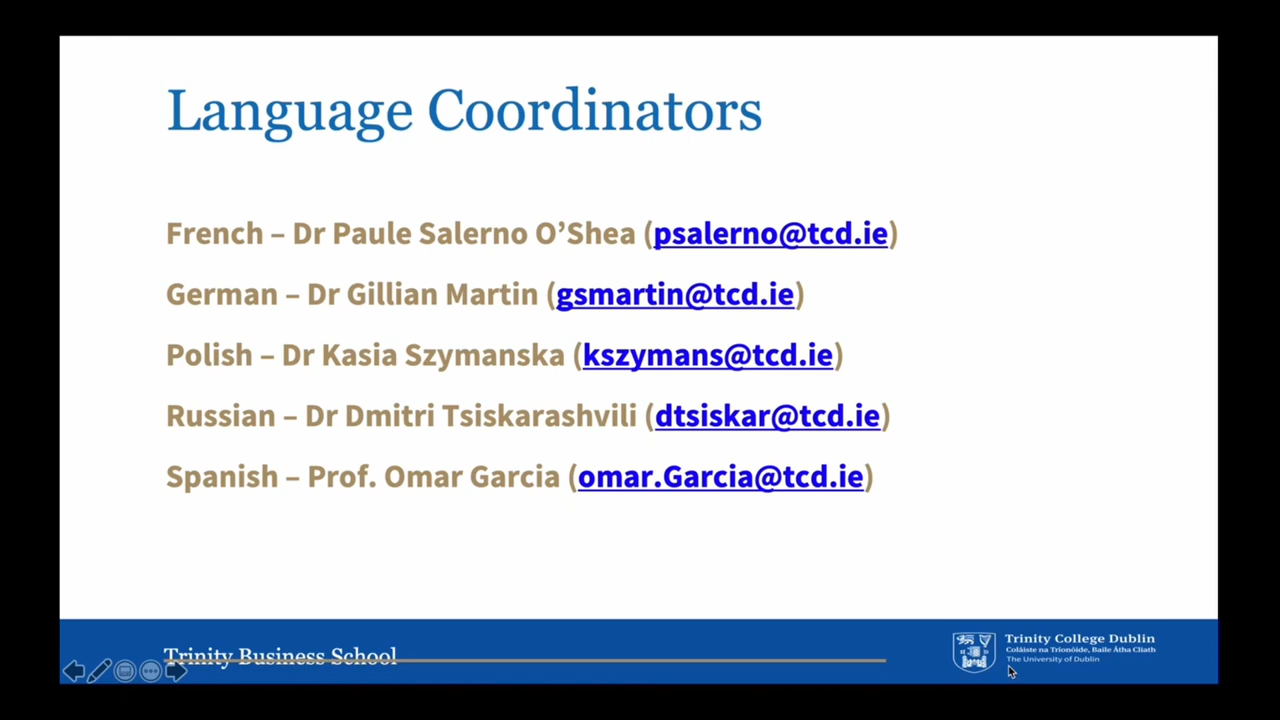 Language Coordinators
French – Dr Paule Salerno O’Shea (psalerno@tcd.ie)
German – Dr Gillian Martin (gsmartin@tcd.ie)
Polish – Dr Kasia Szymanska (kszymans@tcd.ie)
Russian – Dr Dmitri Tsiskarashvili (dtsiskar@tcd.ie)
Spanish – Prof. Omar Garcia (omar.Garcia@tcd.ie)
Trinity Business School
Trinity College Dublin
Coláiste na Tríonóide, Baile Átha Cliath
The University of Dublin